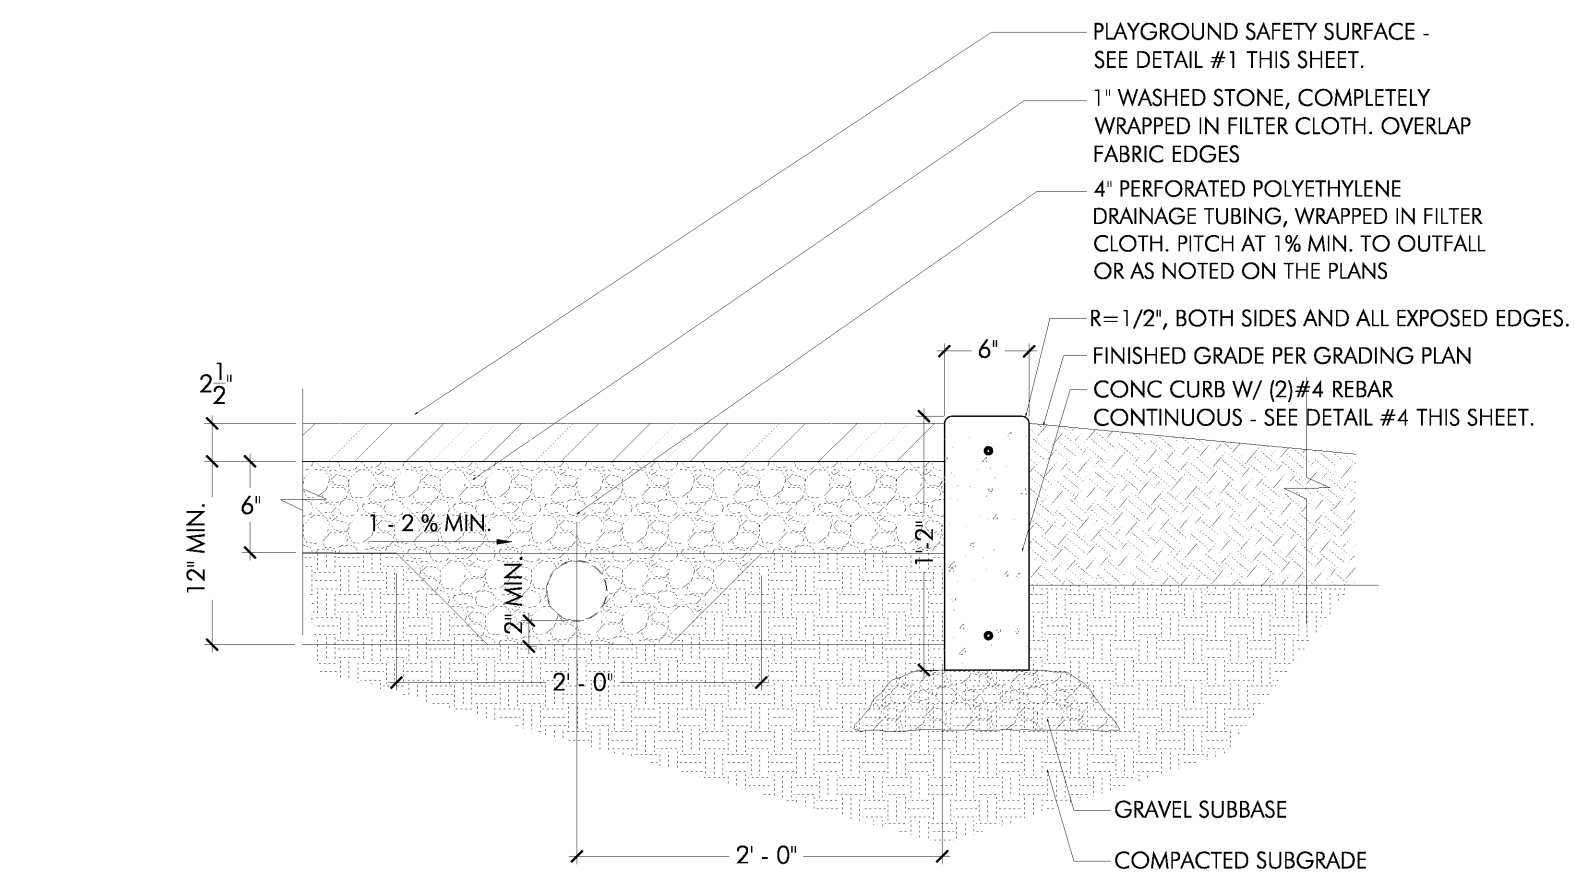 PLAYGROUND SAFETY SURFACE -
SEE DETAIL #1 THIS SHEET.
1" WASHED STONE, COMPLETELY
WRAPPED IN FILTER CLOTH. OVERLAP
FABRIC EDGES
4" PERFORATED POLYETHYLENE
DRAINAGE TUBING, WRAPPED IN FILTER
CLOTH. PITCH AT 1% MIN. TO OUTFALL
OR AS NOTED ON THE PLANS
R=1/2", BOTH SIDES AND ALL EXPOSED EDGES.
6"
FINISHED GRADE PER GRADING PLAN
CONC CURB W/ (2)#4 REBAR
CONTINUOUS - SEE DETAIL #4 THIS SHEET.
2 1/2"
6"
12" MIN.
1 - 2 % MIN.
2" MIN.
1'-2"
2' - 0"
GRAVEL SUBBASE
2' - 0"
COMPACTED SUBGRADE